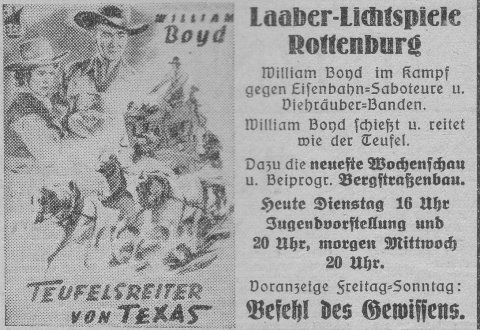 WILLIAM
Boyd
TEUFELSREITER
VON TEXAS
Laaber-Lichtspiele
Rottenburg
William Boyd im Kampf
gegen Eisenbahn-Saboteure u.
Viehräuber-Banden.
William Boyd schießt u. reitet
wie der Teufel.
Dazu die neueste Wochenschau
u. Beiprogr. Bergstraßenbau.
Heute Dienstag 16 Uhr
Jugendvorstellung und
20 Uhr, morgen Mittwoch
20 Uhr.
Voranzeige Freitag-Sonntag:
Befehl des Gewissens.